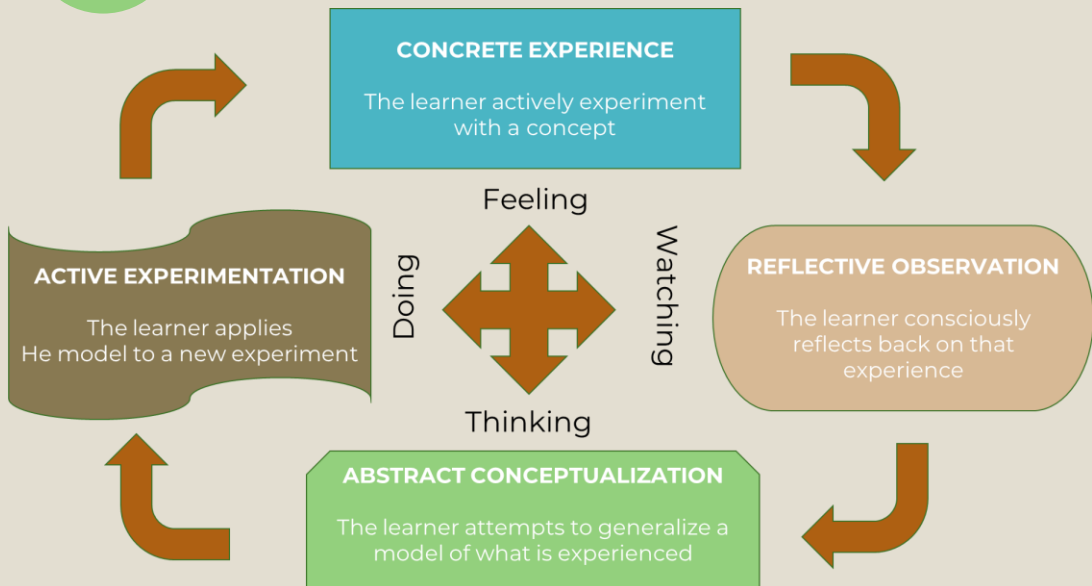 CONCRETE EXPERIENCE
The learner actively experiment
with a concept
Feeling
Doing
Watching
Thinking
ACTIVE EXPERIMENTATION
The learner applies
He model to a new experiment
REFLECTIVE OBSERVATION
The learner consciously
reflects back on that
experience
ABSTRACT CONCEPTUALIZATION
The learner attempts to generalize a
model of what is experienced